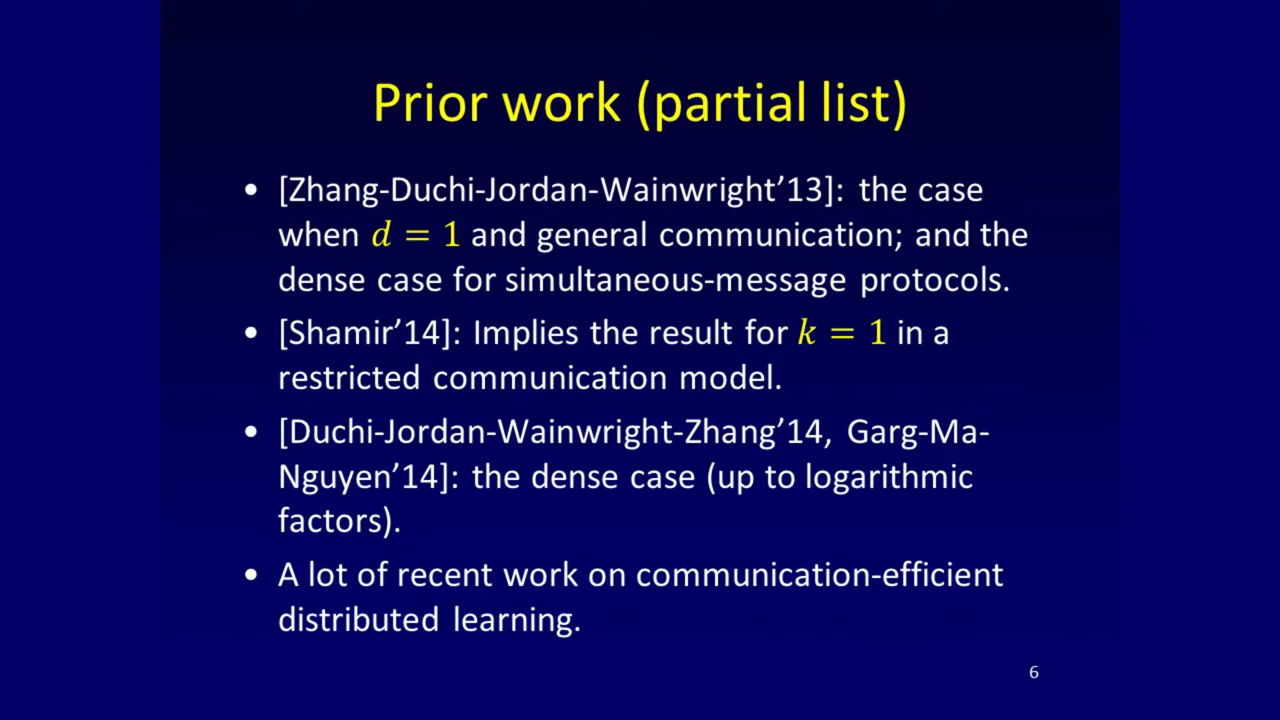 Prior work (partial list)
• [Zhang-Duchi-Jordan-Wainwright’13]: the case
when d = 1 and general communication; and the
dense case for simultaneous-message protocols.
• [Shamir’14]: Implies the result for k = 1 in a
restricted communication model.
• [Duchi-Jordan-Wainwright-Zhang’14, Garg-Ma-
Nguyen’14]: the dense case (up to logarithmic
factors).
• A lot of recent work on communication-efficient
distributed learning.
6